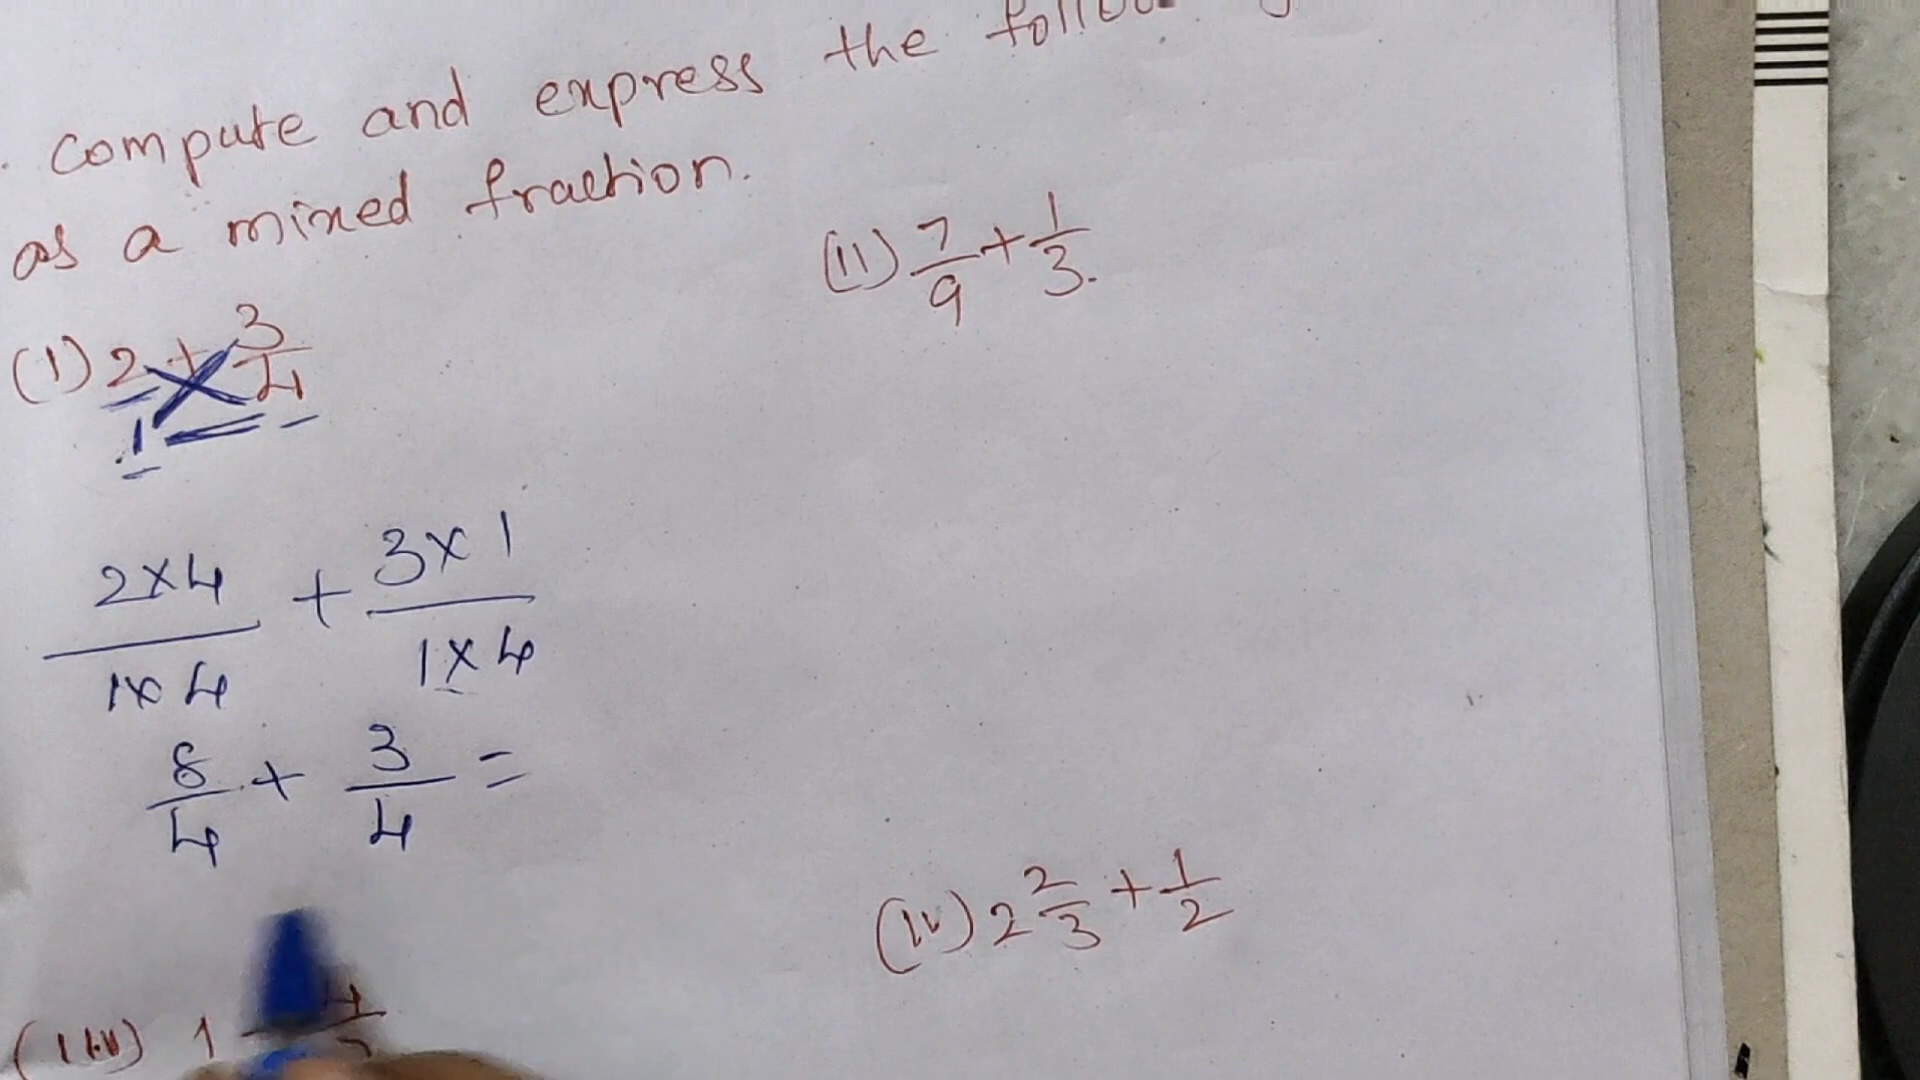 compute and express the
as a mixed fraction.
(i) 2 + 3/4
1
(ii) 7/9 + 1/3.
2×4/1×4 + 3×1/1×4
8/4 + 3/4 =
(iv) 2 2/3 + 1/2
(iii) 1